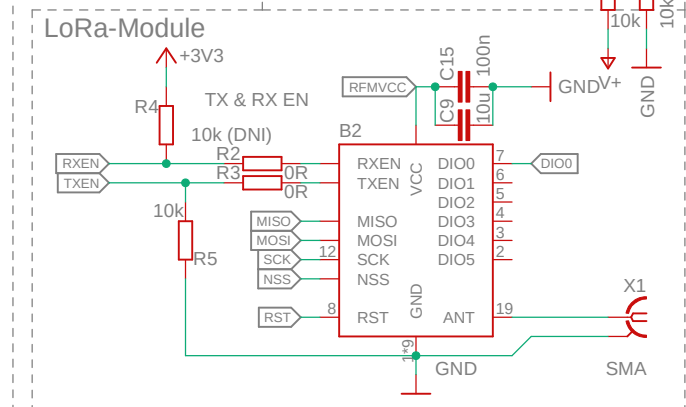 LoRa-Module
10k
10k
+3V3
V+
GND
R4
TX & RX EN
10k (DNI)
RFMVCC
C15
100n
C9
10u
GND
B2
RXEN
R2
0R
RXEN
VCC
DIO0
7
DIO0
TXEN
R3
0R
TXEN
DIO1
6
DIO2
5
10k
MISO
MISO
DIO3
4
MOSI
MOSI
DIO4
3
R5
SCK
12
SCK
DIO5
2
NSS
NSS
GND
X1
RST
8
RST
ANT
19
1*9
GND
SMA